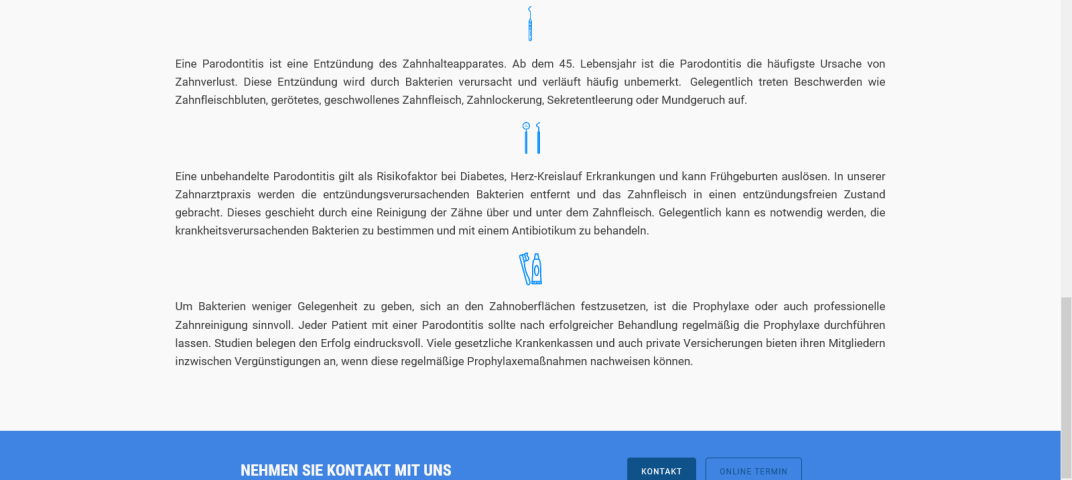 Eine Parodontitis ist eine Entzündung des Zahnhalteapparates. Ab dem 45. Lebensjahr ist die Parodontitis die häufigste Ursache von
Zahnverlust. Diese Entzündung wird durch Bakterien verursacht und verläuft häufig unbemerkt. Gelegentlich treten Beschwerden wie
Zahnfleischbluten, gerötetes, geschwollenes Zahnfleisch, Zahnlockerung, Sekretentleerung oder Mundgeruch auf.
Eine unbehandelte Parodontitis gilt als Risikofaktor bei Diabetes, Herz-Kreislauf Erkrankungen und kann Frühgeburten auslösen. In unserer
Zahnarztpraxis werden die entzündungsverursachenden Bakterien entfernt und das Zahnfleisch in einen entzündungsfreien Zustand
gebracht. Dieses geschieht durch eine Reinigung der Zähne über und unter dem Zahnfleisch. Gelegentlich kann es notwendig werden, die
krankheitsverursachenden Bakterien zu bestimmen und mit einem Antibiotikum zu behandeln.
Um Bakterien weniger Gelegenheit zu geben, sich an den Zahnoberflächen festzusetzen, ist die Prophylaxe oder auch professionelle
Zahnreinigung sinnvoll. Jeder Patient mit einer Parodontitis sollte nach erfolgreicher Behandlung regelmäßig die Prophylaxe durchführen
lassen. Studien belegen den Erfolg eindrucksvoll. Viele gesetzliche Krankenkassen und auch private Versicherungen bieten ihren Mitgliedern
inzwischen Vergünstigungen an, wenn diese regelmäßige Prophylaxemaßnahmen nachweisen können.
NEHMEN SIE KONTAKT MIT UNS
KONTAKT
ONLINE TERMIN